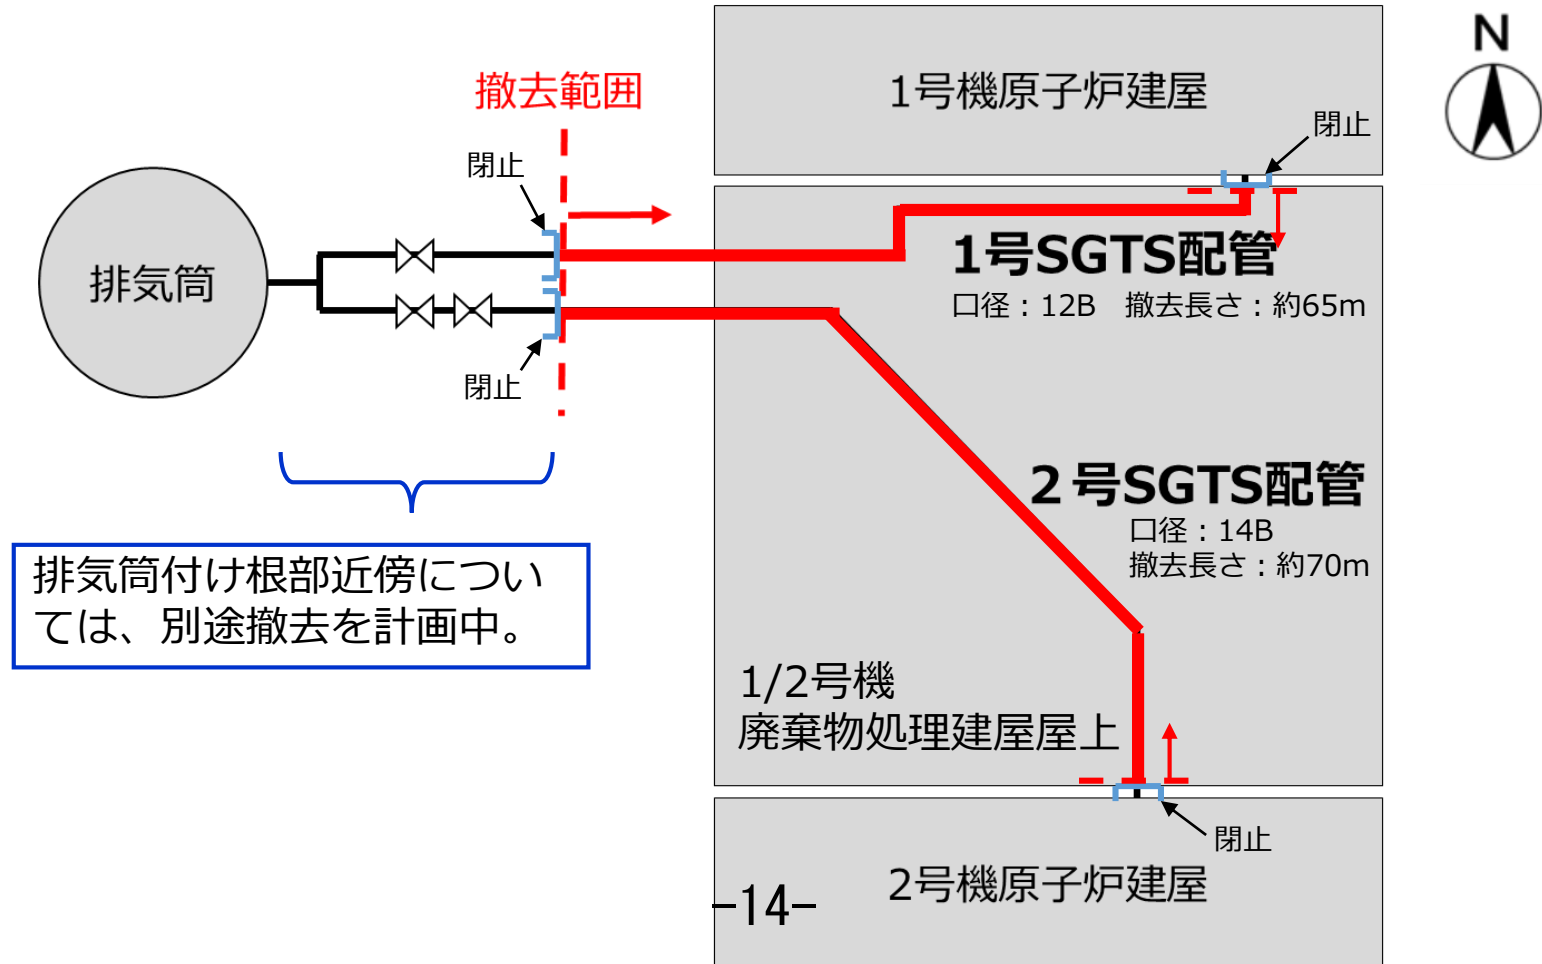 N
1号機原子炉建屋
撤去範囲
閉止
閉止
排気筒
1号SGTS配管
口径：12B　撤去長さ：約65m
閉止
２号SGTS配管
口径：14B
撤去長さ：約70m
排気筒付け根部近傍につい
ては、別途撤去を計画中。
1/2号機
廃棄物処理建屋屋上
閉止
2号機原子炉建屋
-14-